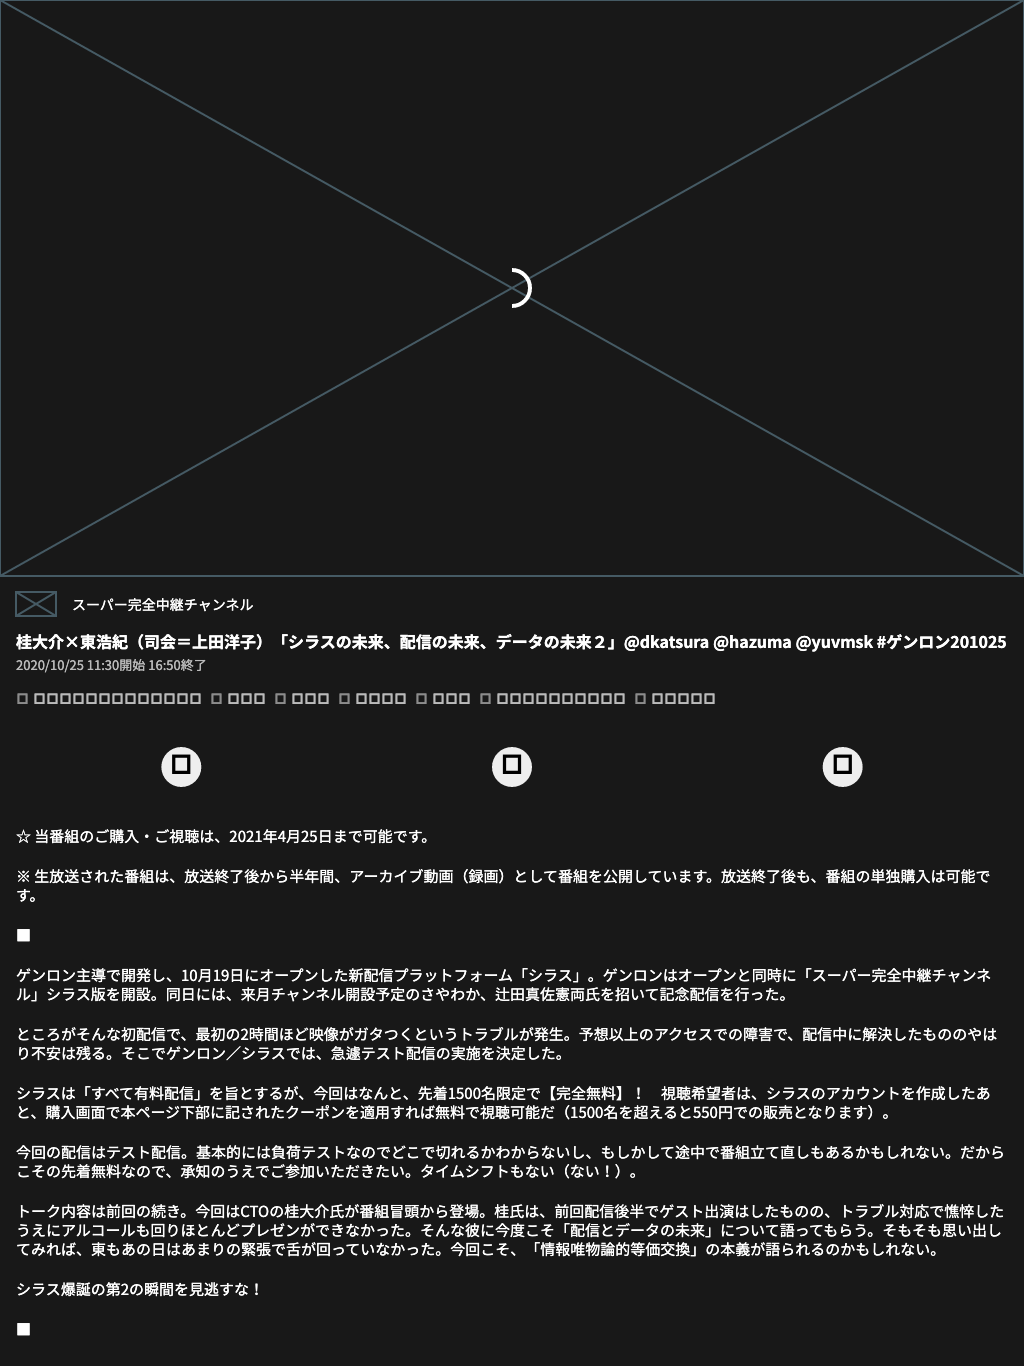 スーパー完全中継チャンネル
桂大介×東浩紀（司会＝上田洋子）「シラスの未来、配信の未来、データの未来２」@dkatsura @hazuma @yuvmsk #ゲンロン201025
2020/10/25 11:30開始 16:50終了
☆ 当番組のご購入・ご視聴は、2021年4月25日まで可能です。
※ 生放送された番組は、放送終了後から半年間、アーカイブ動画（録画）として番組を公開しています。放送終了後も、番組の単独購入は可能で
す。
■
ゲンロン主導で開発し、10月19日にオープンした新配信プラットフォーム「シラス」。ゲンロンはオープンと同時に「スーパー完全中継チャンネ
ル」シラス版を開設。同日には、来月チャンネル開設予定のさやわか、辻田真佐憲両氏を招いて記念配信を行った。
ところがそんな初配信で、最初の2時間ほど映像がガタつくというトラブルが発生。予想以上のアクセスでの障害で、配信中に解決したもののやは
り不安は残る。そこでゲンロン／シラスでは、急遽テスト配信の実施を決定した。
シラスは「すべて有料配信」を旨とするが、今回はなんと、先着1500名限定で【完全無料】！　視聴希望者は、シラスのアカウントを作成したあ
と、購入画面で本ページ下部に記されたクーポンを適用すれば無料で視聴可能だ（1500名を超えると550円での販売となります）。
今回の配信はテスト配信。基本的には負荷テストなのでどこで切れるかわからないし、もしかして途中で番組立て直しもあるかもしれない。だから
こその先着無料なので、承知のうえでご参加いただきたい。タイムシフトもない（ない！）。
トーク内容は前回の続き。今回はCTOの桂大介氏が番組冒頭から登場。桂氏は、前回配信後半でゲスト出演はしたものの、トラブル対応で憔悴した
うえにアルコールも回りほとんどプレゼンができなかった。そんな彼に今度こそ「配信とデータの未来」について語ってもらう。そもそも思い出し
てみれば、東もあの日はあまりの緊張で舌が回っていなかった。今回こそ、「情報唯物論的等価交換」の本義が語られるのかもしれない。
シラス爆誕の第2の瞬間を見逃すな！
■